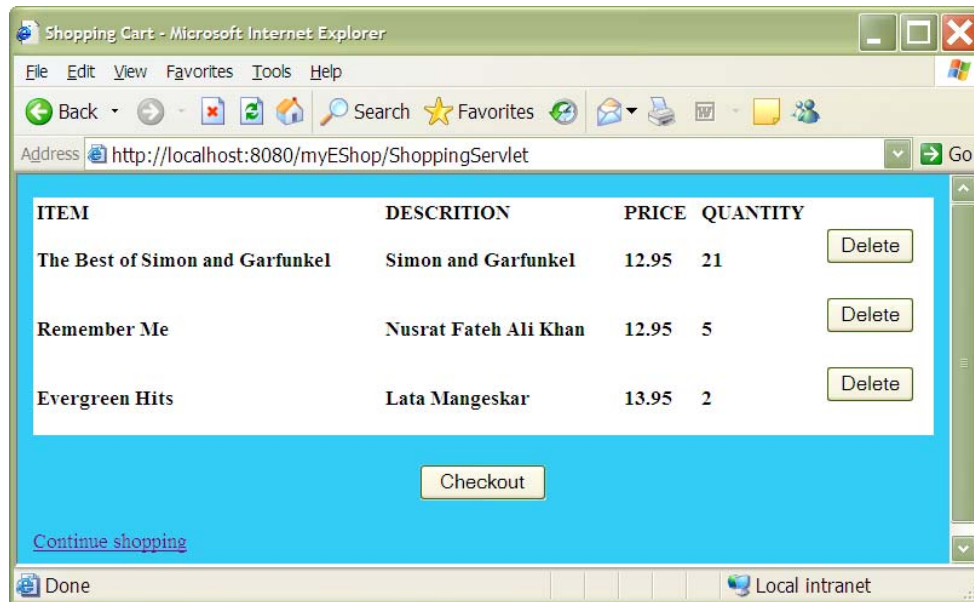 Shopping Cart - Microsoft Internet Explorer
File Edit View Favorites Tools Help
Back Search Favorites
Address http://localhost:8080/myEShop/ShoppingServlet Go
ITEM DESCRITION PRICE QUANTITY
The Best of Simon and Garfunkel Simon and Garfunkel 12.95 21 Delete
Remember Me Nusrat Fateh Ali Khan 12.95 5 Delete
Evergreen Hits Lata Mangeskar 13.95 2 Delete
Checkout
Continue shopping
Done Local intranet